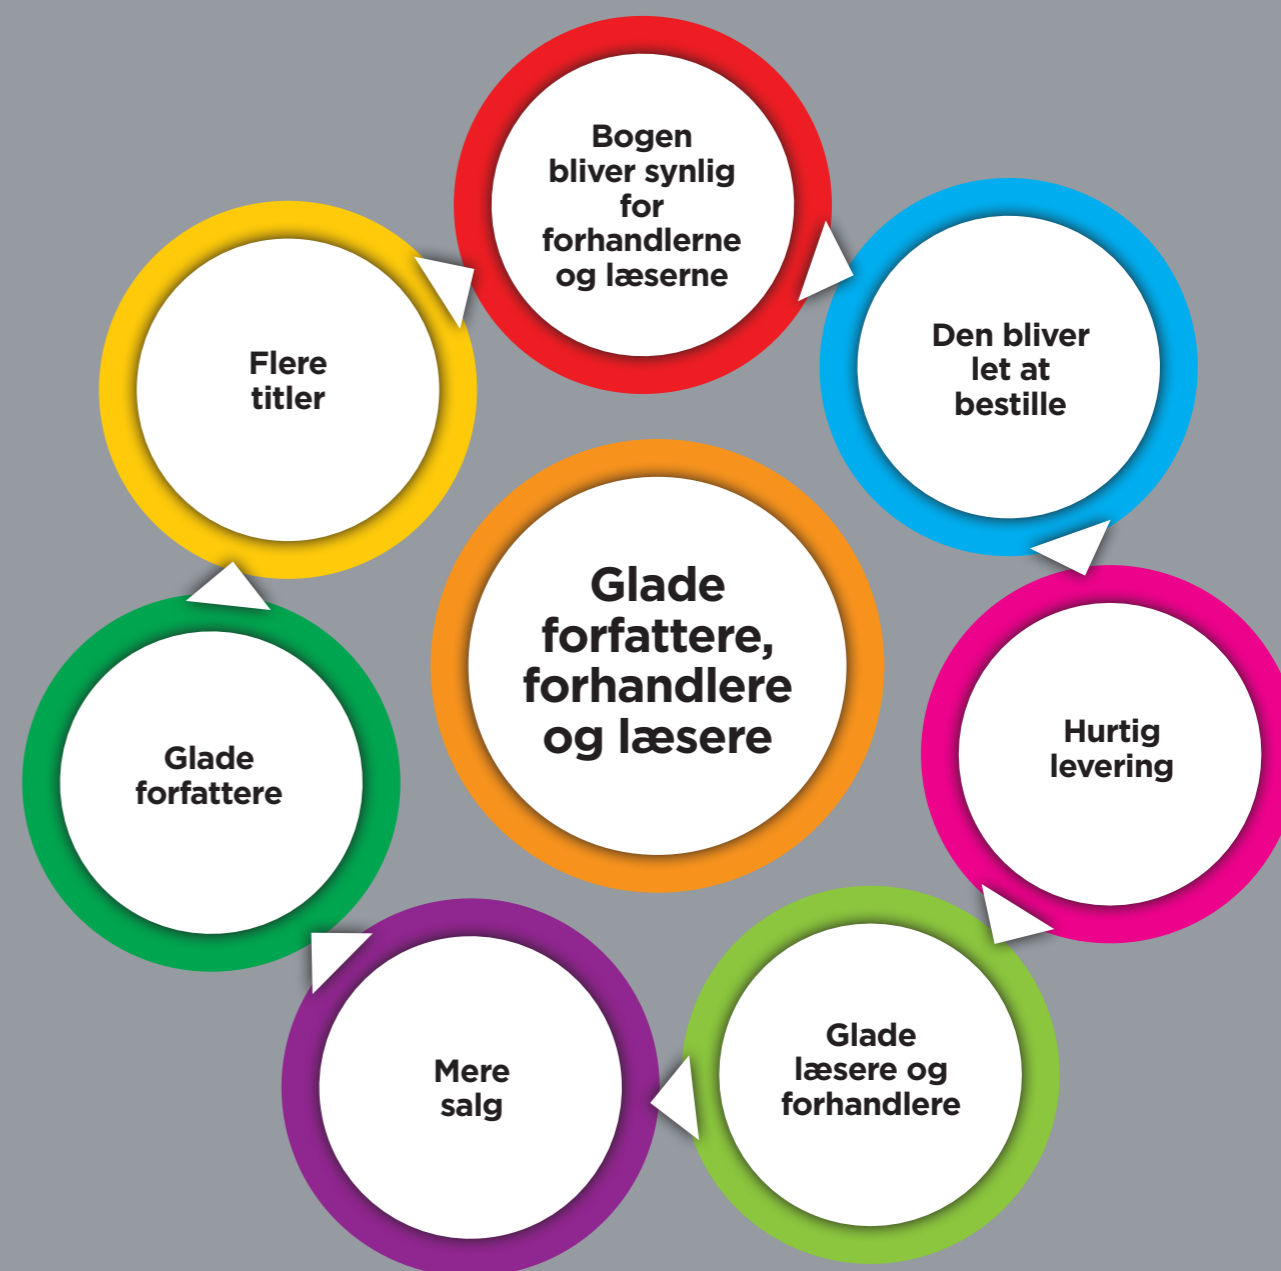 Bogen
bliver synlig
for
forhandlerne
og læserne
Den bliver
let at
bestille
Hurtig
levering
Glade
læsere og
forhandlere
Mere
salg
Glade
forfattere
Flere
titler
Glade
forfattere,
forhandlere
og læsere